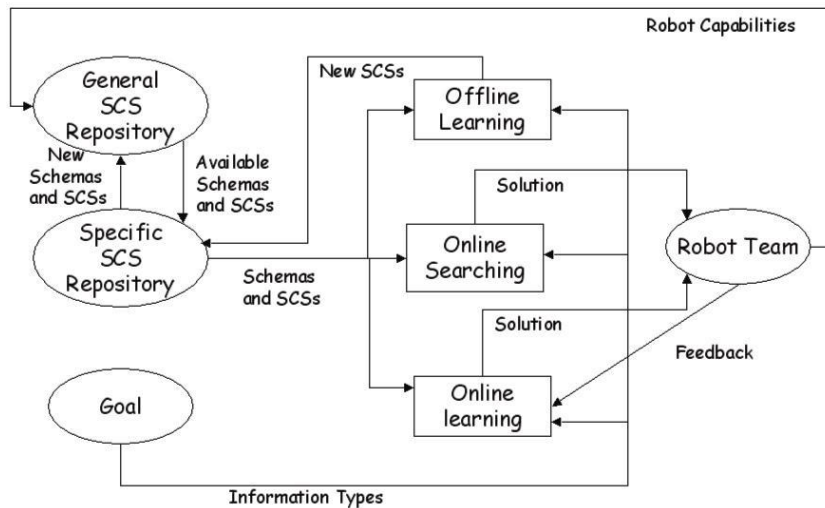 Robot Capabilities
General
SCS
Repository
New SCSs
Offline
Learning
New
Schemas
and SCSs
Available
Schemas
and SCSs
Solution
Specific
SCS
Repository
Online
Searching
Robot Team
Schemas
and SCSs
Solution
Feedback
Goal
Online
learning
Information Types